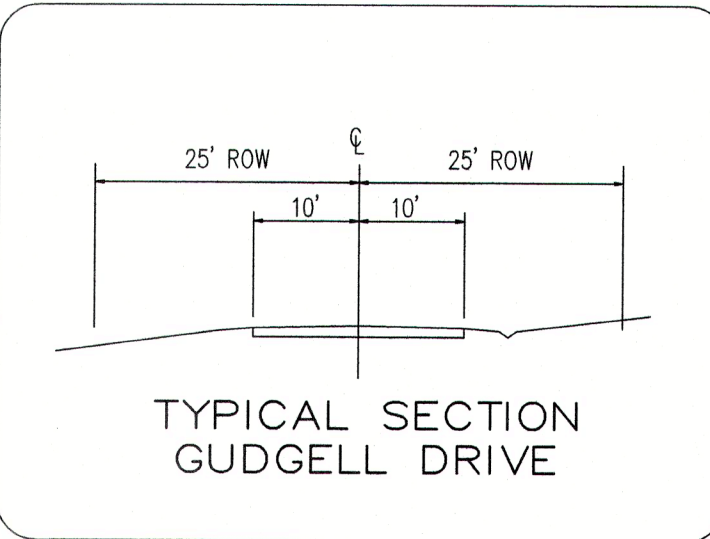 ℄
25' ROW 25' ROW
10' 10'
TYPICAL SECTION
GUDGELL DRIVE